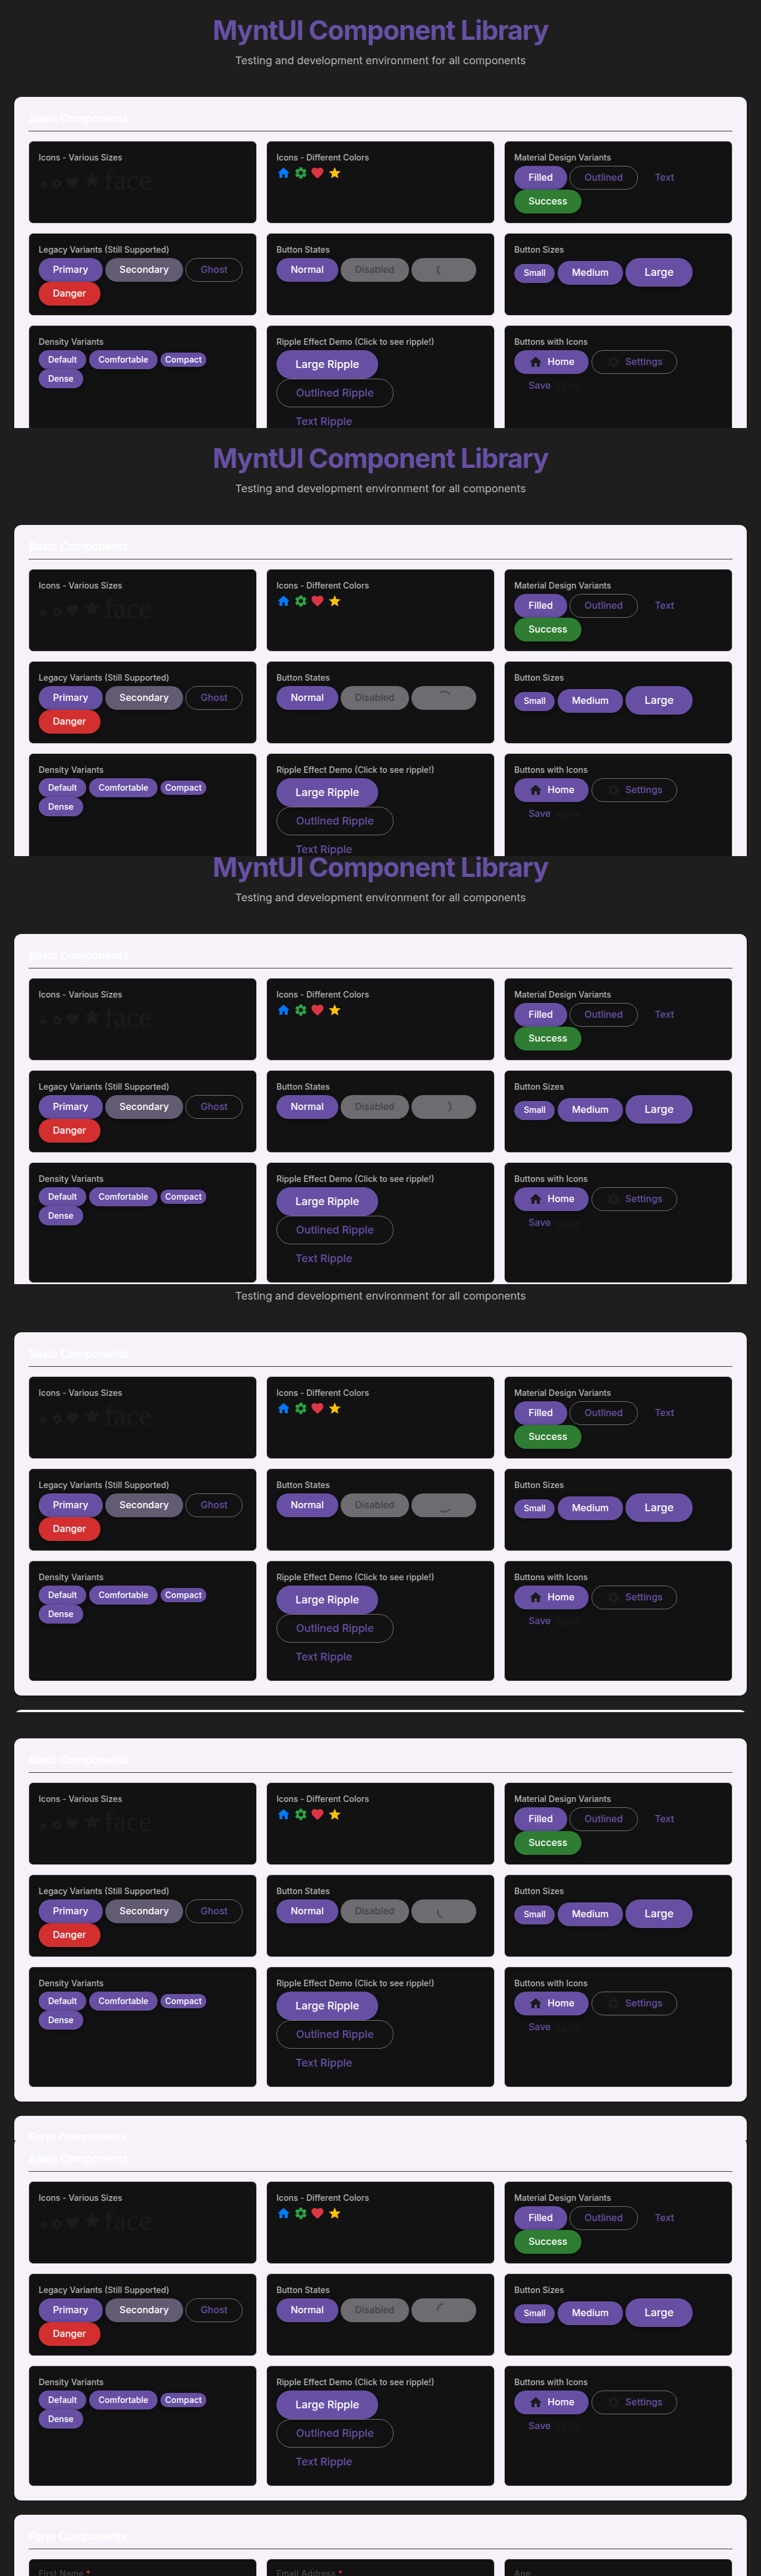 MyntUI Component Library
Testing and development environment for all components
Basic Components
Icons - Various Sizes
face
Icons - Different Colors
Material Design Variants
Filled Outlined Text
Success
Legacy Variants (Still Supported)
Primary Secondary Ghost
Danger
Button States
Normal Disabled
Button Sizes
Small Medium Large
Density Variants
Default Comfortable Compact
Dense
Ripple Effect Demo (Click to see ripple!)
Large Ripple
Outlined Ripple
Text Ripple
Buttons with Icons
Home Settings
Save save
MyntUI Component Library
Testing and development environment for all components
Basic Components
Icons - Various Sizes
face
Icons - Different Colors
Material Design Variants
Filled Outlined Text
Success
Legacy Variants (Still Supported)
Primary Secondary Ghost
Danger
Button States
Normal Disabled
Button Sizes
Small Medium Large
Density Variants
Default Comfortable Compact
Dense
Ripple Effect Demo (Click to see ripple!)
Large Ripple
Outlined Ripple
Text Ripple
Buttons with Icons
Home Settings
Save save
MyntUI Component Library
Testing and development environment for all components
Basic Components
Icons - Various Sizes
face
Icons - Different Colors
Material Design Variants
Filled Outlined Text
Success
Legacy Variants (Still Supported)
Primary Secondary Ghost
Danger
Button States
Normal Disabled
Button Sizes
Small Medium Large
Density Variants
Default Comfortable Compact
Dense
Ripple Effect Demo (Click to see ripple!)
Large Ripple
Outlined Ripple
Text Ripple
Buttons with Icons
Home Settings
Save save
Testing and development environment for all components
Basic Components
Icons - Various Sizes
face
Icons - Different Colors
Material Design Variants
Filled Outlined Text
Success
Legacy Variants (Still Supported)
Primary Secondary Ghost
Danger
Button States
Normal Disabled
Button Sizes
Small Medium Large
Density Variants
Default Comfortable Compact
Dense
Ripple Effect Demo (Click to see ripple!)
Large Ripple
Outlined Ripple
Text Ripple
Buttons with Icons
Home Settings
Save save
Basic Components
Icons - Various Sizes
face
Icons - Different Colors
Material Design Variants
Filled Outlined Text
Success
Legacy Variants (Still Supported)
Primary Secondary Ghost
Danger
Button States
Normal Disabled
Button Sizes
Small Medium Large
Density Variants
Default Comfortable Compact
Dense
Ripple Effect Demo (Click to see ripple!)
Large Ripple
Outlined Ripple
Text Ripple
Buttons with Icons
Home Settings
Save save
Form Components
Basic Components
Icons - Various Sizes
face
Icons - Different Colors
Material Design Variants
Filled Outlined Text
Success
Legacy Variants (Still Supported)
Primary Secondary Ghost
Danger
Button States
Normal Disabled
Button Sizes
Small Medium Large
Density Variants
Default Comfortable Compact
Dense
Ripple Effect Demo (Click to see ripple!)
Large Ripple
Outlined Ripple
Text Ripple
Buttons with Icons
Home Settings
Save save
Form Components
First Name *
Email Address *
Age